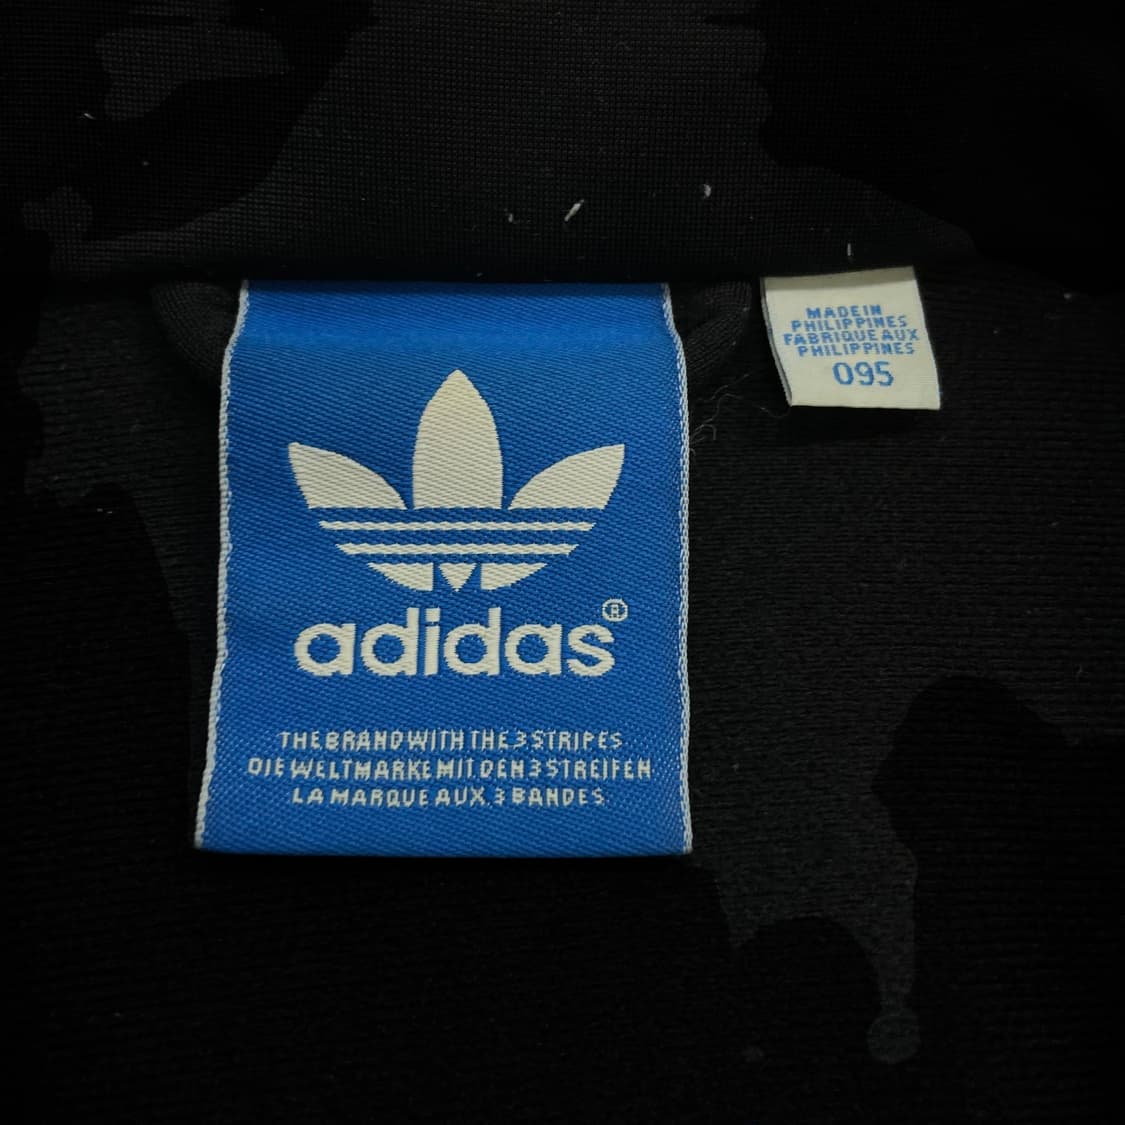 adidas®
THE BRAND WITH THE 3 STRIPES
DIE WELTMARKE MIT DEN 3 STREIFEN
LA MARQUE AUX 3 BANDES
MADE IN
PHILIPPINES
FABRIQUE AUX
PHILIPPINES
095